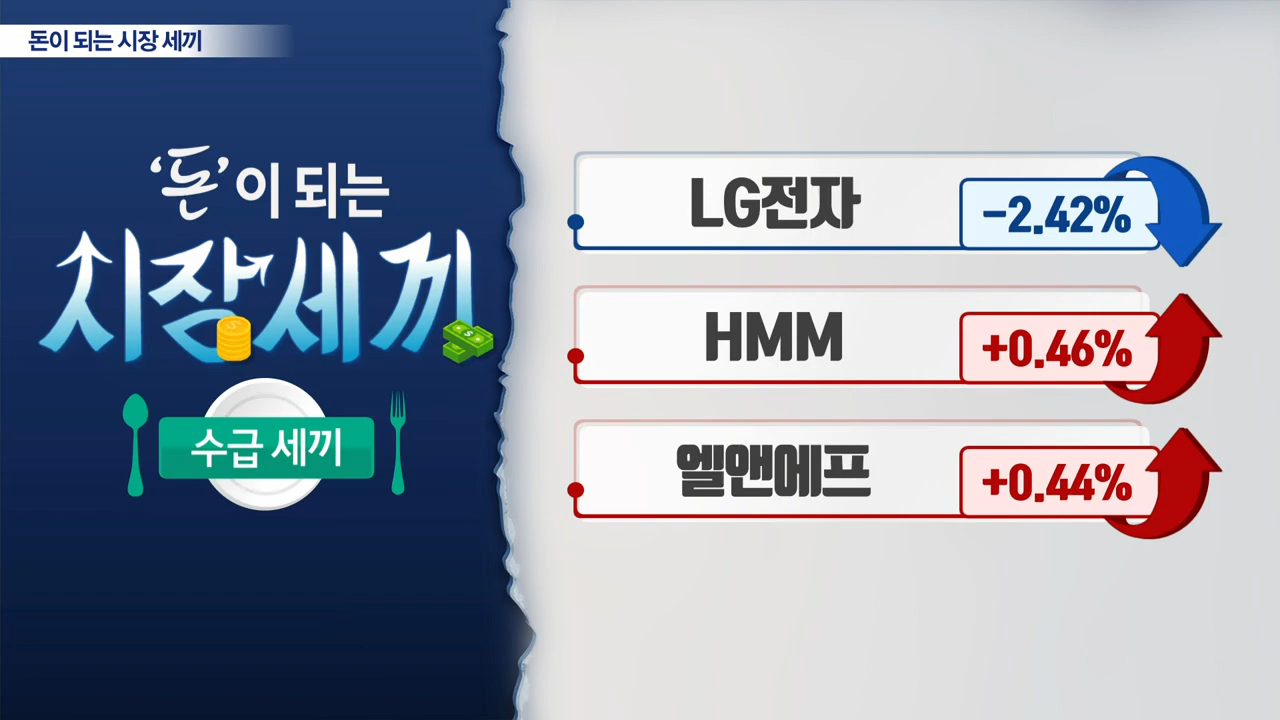 돈이 되는 시장 세끼
‘돈’이 되는
시장세끼
수급 세끼
LG전자
-2.42%
HMM
+0.46%
엘앤에프
+0.44%